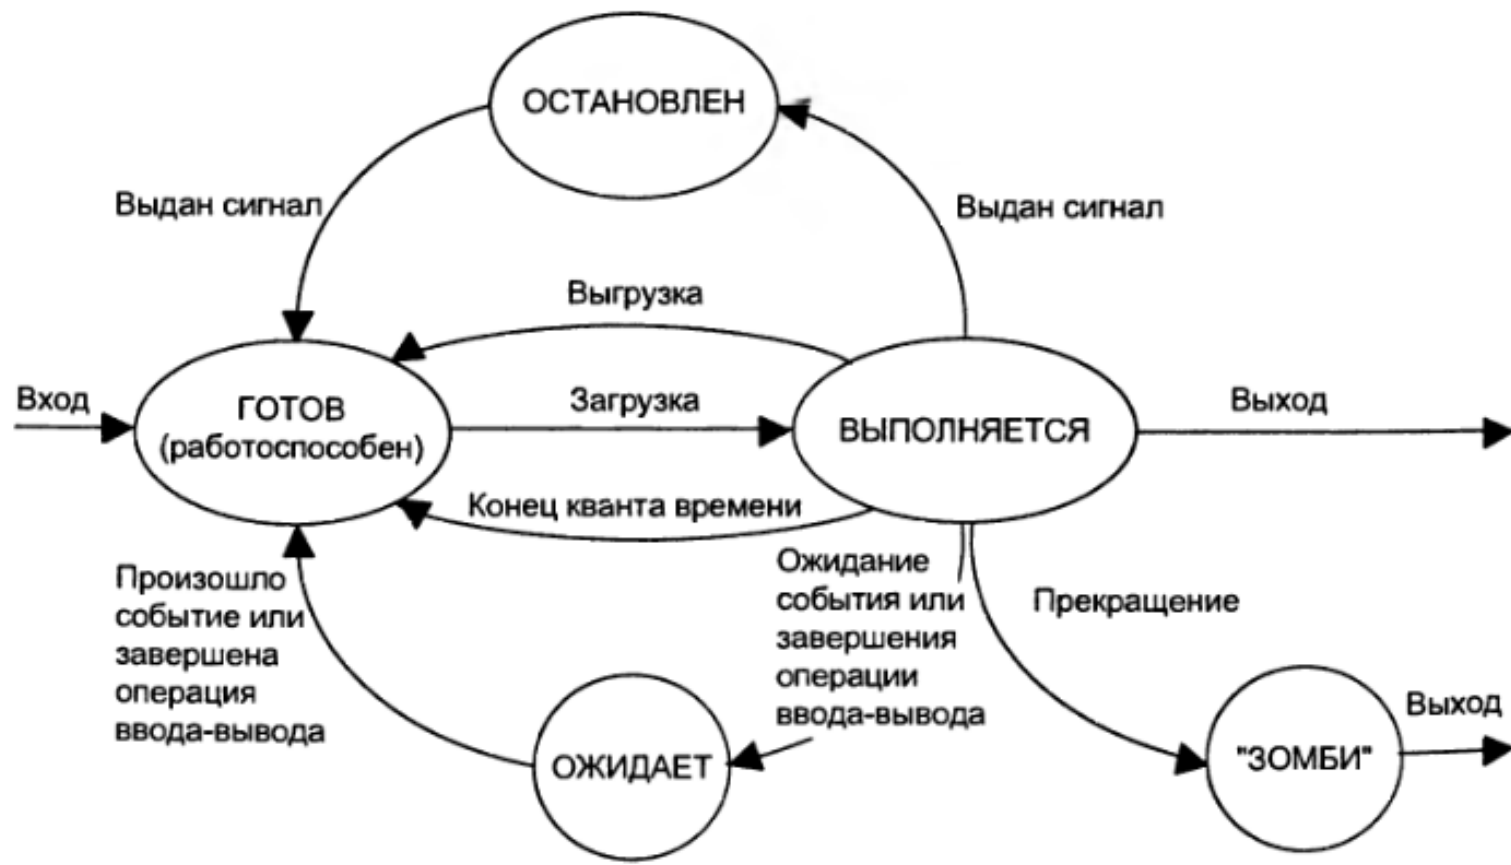 ОСТАНОВЛЕН
Выдан сигнал
Выдан сигнал
Выгрузка
Вход
ГОТОВ
(работоспособен)
Загрузка
ВЫПОЛНЯЕТСЯ
Выход
Конец кванта времени
Произошло
событие или
завершена
операция
ввода-вывода
Ожидание
события или
завершения
операции
ввода-вывода
Прекращение
ОЖИДАЕТ
"ЗОМБИ"
Выход